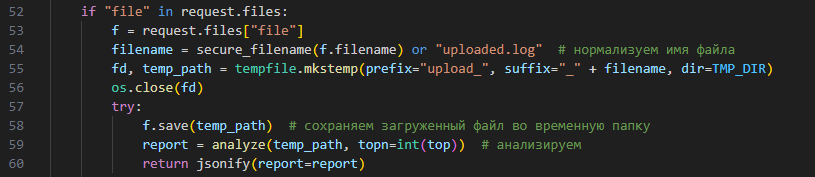 52 if "file" in request.files:
53 f = request.files["file"]
54 filename = secure_filename(f.filename) or "uploaded.log" # нормализуем имя файла
55 fd, temp_path = tempfile.mkstemp(prefix="upload_", suffix="_" + filename, dir=TMP_DIR)
56 os.close(fd)
57 try:
58 f.save(temp_path) # сохраняем загруженный файл во временную папку
59 report = analyze(temp_path, topn=int(top)) # анализируем
60 return jsonify(report=report)